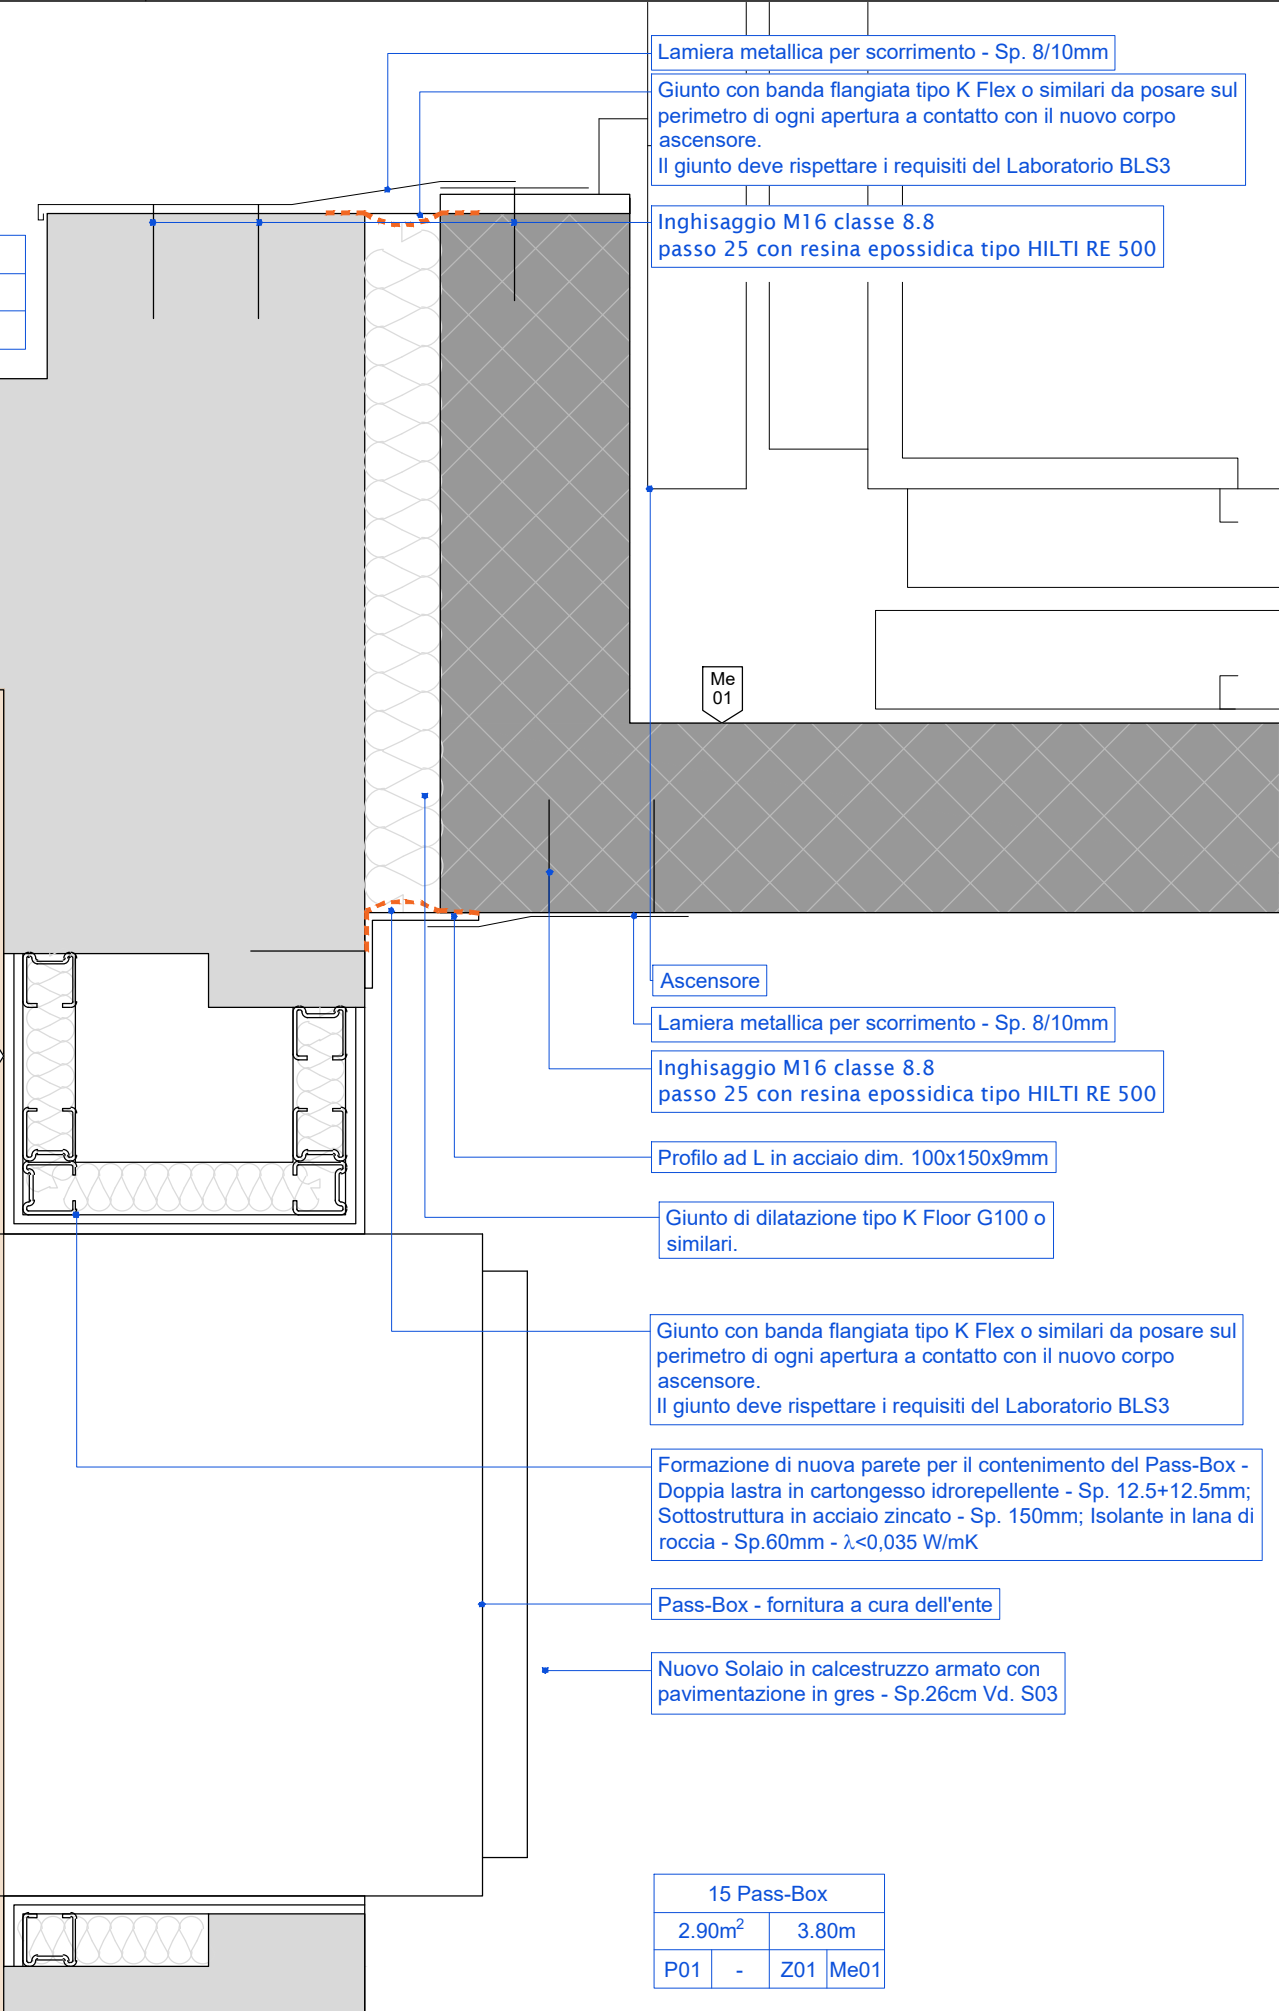 Lamiera metallica per scorrimento - Sp. 8/10mm
Giunto con banda flangiata tipo K Flex o similari da posare sul
perimetro di ogni apertura a contatto con il nuovo corpo
ascensore.
Il giunto deve rispettare i requisiti del Laboratorio BLS3
Inghisaggio M16 classe 8.8
passo 25 con resina epossidica tipo HILTI RE 500
Me
01
Ascensore
Lamiera metallica per scorrimento - Sp. 8/10mm
Inghisaggio M16 classe 8.8
passo 25 con resina epossidica tipo HILTI RE 500
Profilo ad L in acciaio dim. 100x150x9mm
Giunto di dilatazione tipo K Floor G100 o
similari.
Giunto con banda flangiata tipo K Flex o similari da posare sul
perimetro di ogni apertura a contatto con il nuovo corpo
ascensore.
Il giunto deve rispettare i requisiti del Laboratorio BLS3
Formazione di nuova parete per il contenimento del Pass-Box -
Doppia lastra in cartongesso idrorepellente - Sp. 12.5+12.5mm;
Sottostruttura in acciaio zincato - Sp. 150mm; Isolante in lana di
roccia - Sp.60mm - λ<0,035 W/mK
Pass-Box - fornitura a cura dell'ente
Nuovo Solaio in calcestruzzo armato con
pavimentazione in gres - Sp.26cm Vd. S03
15 Pass-Box
2.90m² 3.80m
P01 - Z01 Me01